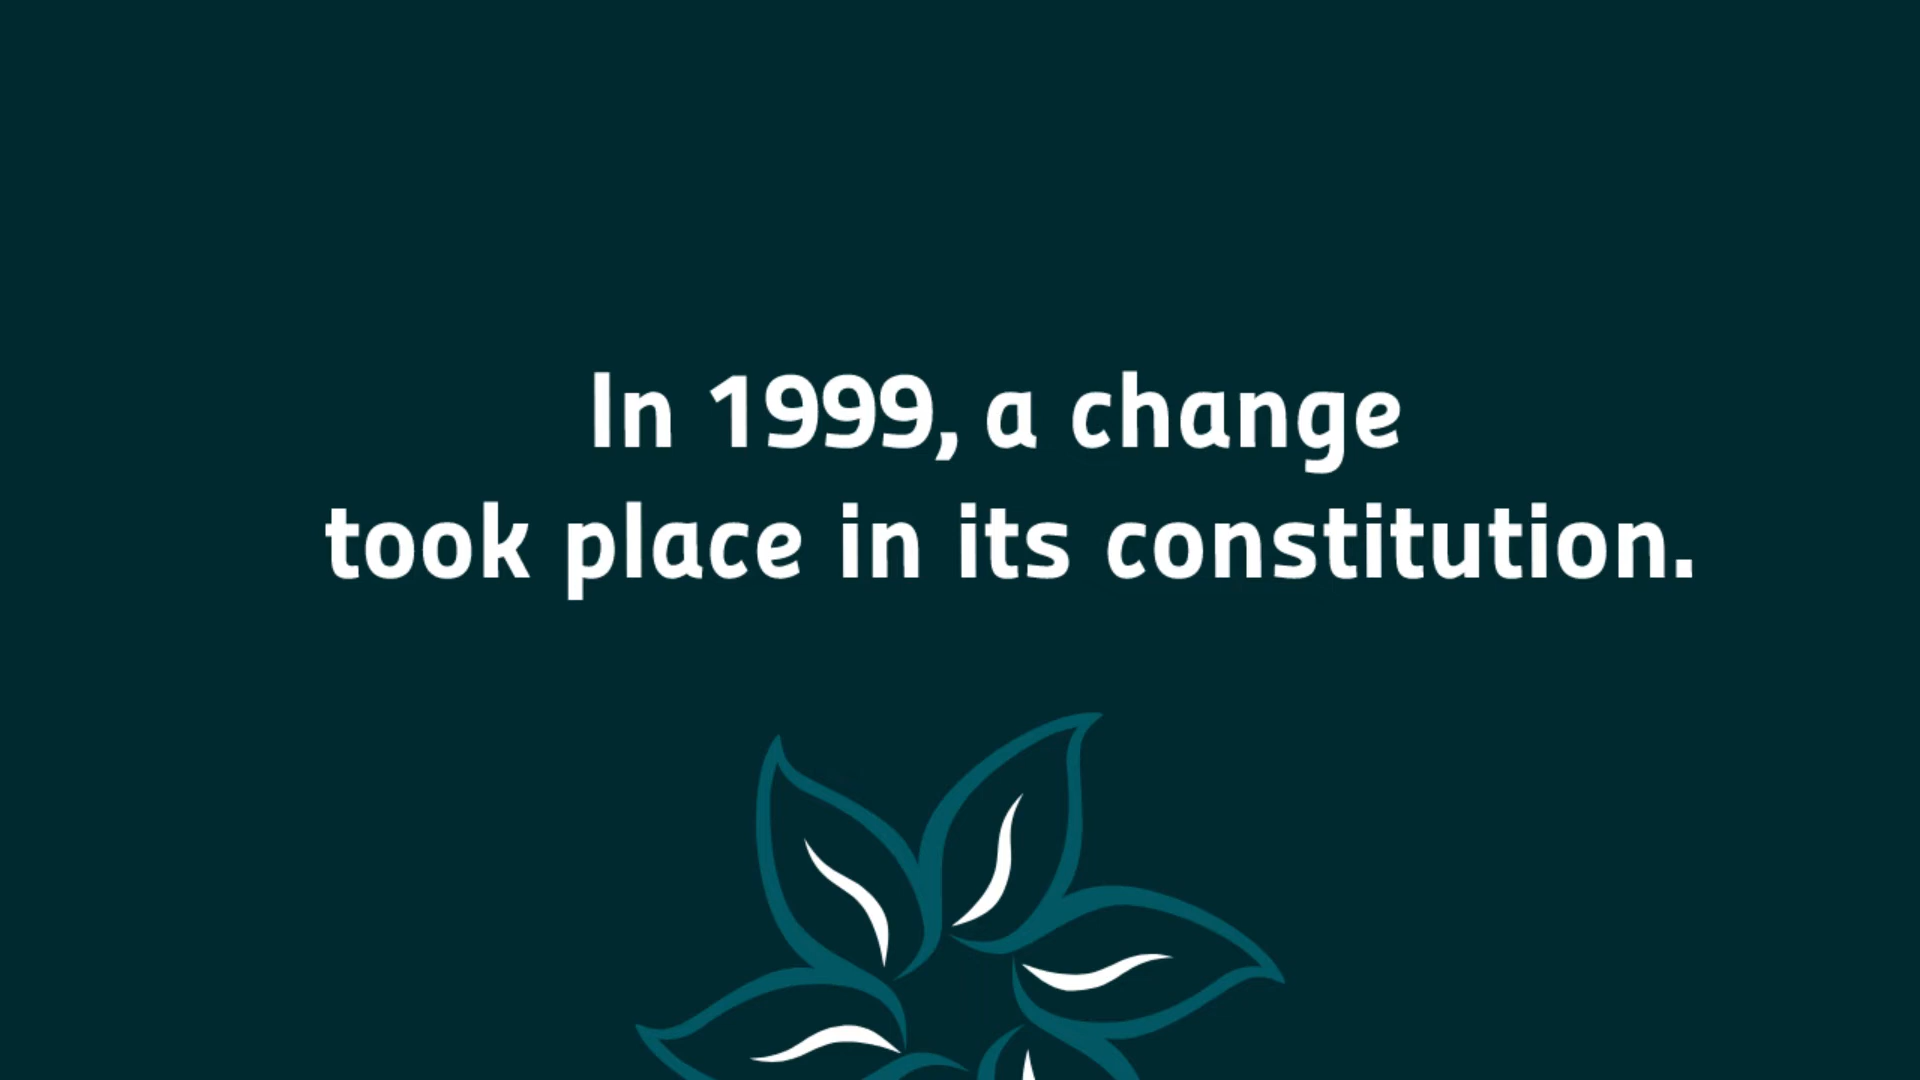 In 1999, a change
took place in its constitution.